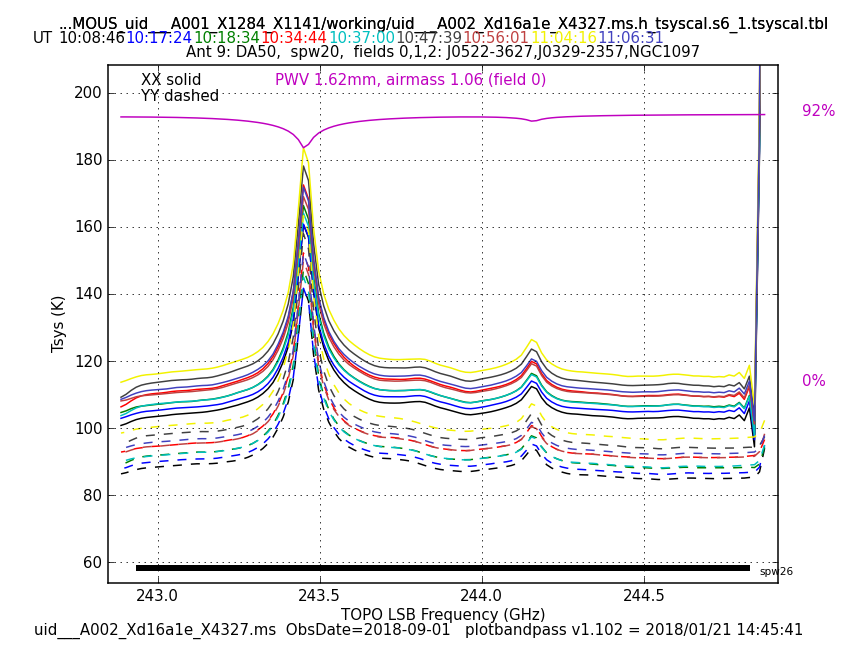 ...MOUS_uid___A001_X1284_X1141/working/uid___A002_Xd16a1e_X4327.ms.h_tsyscal.s6_1.tsyscal.tbl
UT 10:08:46 10:17:24 10:18:34 10:34:44 10:37:00 10:47:39 10:56:01 11:04:16 11:06:31
Ant 9: DA50, spw20, fields 0,1,2: J0522-3627,J0329-2357,NGC1097
XX solid
PWV 1.62mm, airmass 1.06 (field 0)
YY dashed
200
180
160
140
120
100
80
60
Tsys (K)
92%
0%
spw26
243.0 243.5 244.0 244.5
TOPO LSB Frequency (GHz)
uid___A002_Xd16a1e_X4327.ms ObsDate=2018-09-01 plotbandpass v1.102 = 2018/01/21 14:45:41